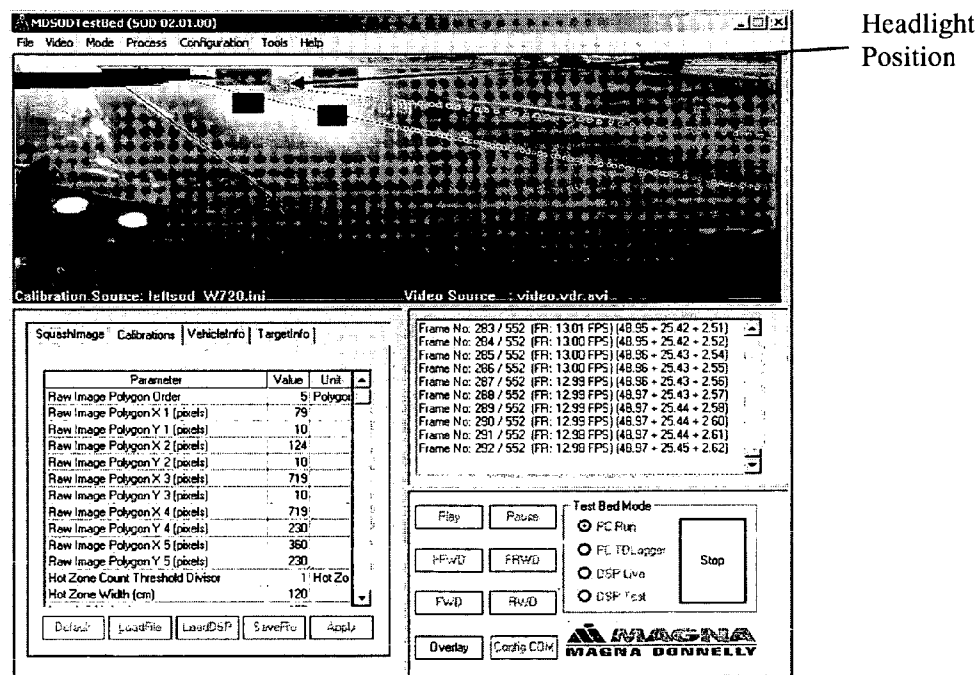 MDSODTestBed (SOD 02.01.00)
Headlight
Position
File Video Mode Process Configuration Tools Help
Calibration Source: leftsod_W720.ini
Video Source : video.vdr.avi
SquashImage Calibrations VehicleInfo TargetInfo
Parameter Value Unit
Raw Image Polygon Order 5 Polygon
Raw Image Polygon X 1 (pixels) 79
Raw Image Polygon Y 1 (pixels) 10
Raw Image Polygon X 2 (pixels) 124
Raw Image Polygon Y 2 (pixels) 10
Raw Image Polygon X 3 (pixels) 719
Raw Image Polygon Y 3 (pixels) 10
Raw Image Polygon X 4 (pixels) 719
Raw Image Polygon Y 4 (pixels) 230
Raw Image Polygon X 5 (pixels) 360
Raw Image Polygon Y 5 (pixels) 230
Hot Zone Count Threshold Divisor 1 Hot Zo
Hot Zone Width (cm) 120
Default LoadFile LoadDSP SaveFile Apply
Frame No: 283 / 552 (FR: 13.01 FPS) (48.95 + 25.42 + 2.51)
Frame No: 284 / 552 (FR: 13.00 FPS) (48.95 + 25.42 + 2.52)
Frame No: 285 / 552 (FR: 13.00 FPS) (48.96 + 25.43 + 2.54)
Frame No: 286 / 552 (FR: 13.00 FPS) (48.96 + 25.43 + 2.55)
Frame No: 287 / 552 (FR: 12.99 FPS) (48.96 + 25.43 + 2.56)
Frame No: 288 / 552 (FR: 12.99 FPS) (48.97 + 25.43 + 2.57)
Frame No: 289 / 552 (FR: 12.99 FPS) (48.97 + 25.44 + 2.58)
Frame No: 290 / 552 (FR: 12.99 FPS) (48.97 + 25.44 + 2.60)
Frame No: 291 / 552 (FR: 12.98 FPS) (48.97 + 25.44 + 2.61)
Frame No: 292 / 552 (FR: 12.98 FPS) (48.97 + 25.45 + 2.62)
Play Pause
FFWD FRWD
FWD RWD
Overlay Config COM
Test Bed Mode
PC Run
PC TDLogger
DSP Live
DSP Test
Stop
MAGNA
MAGNA DONNELLY